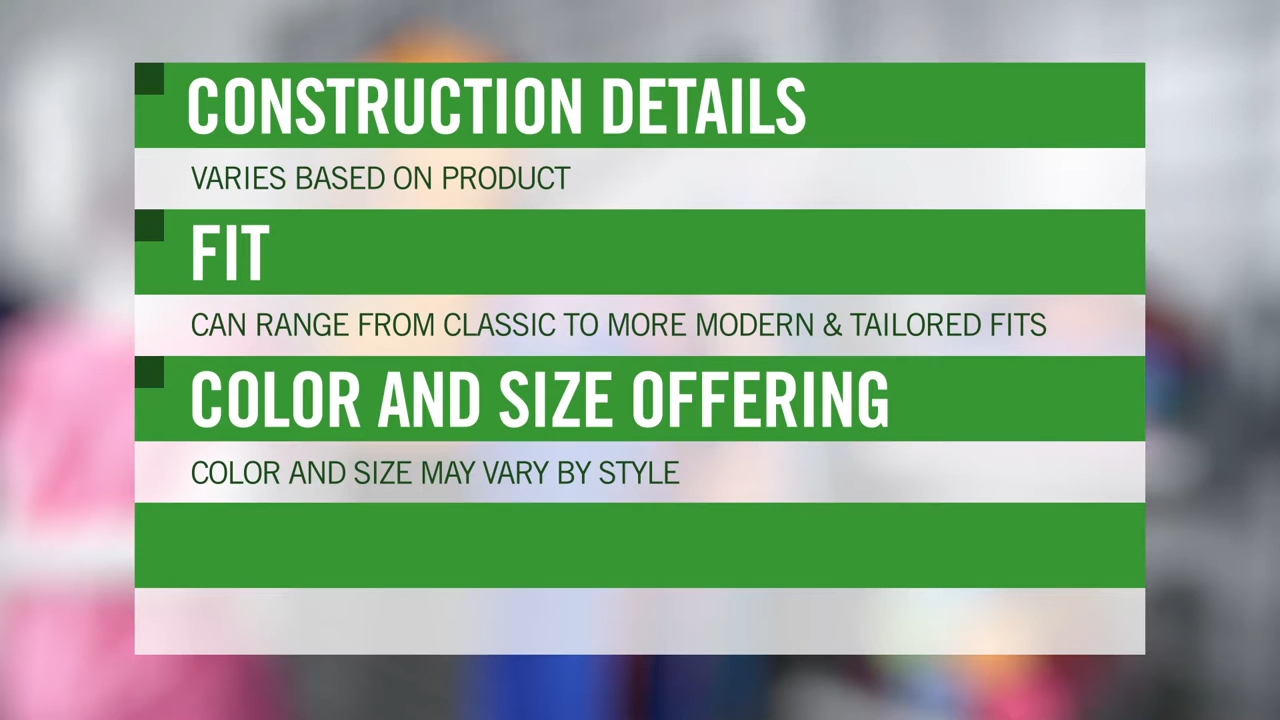 CONSTRUCTION DETAILS
VARIES BASED ON PRODUCT
FIT
CAN RANGE FROM CLASSIC TO MORE MODERN & TAILORED FITS
COLOR AND SIZE OFFERING
COLOR AND SIZE MAY VARY BY STYLE